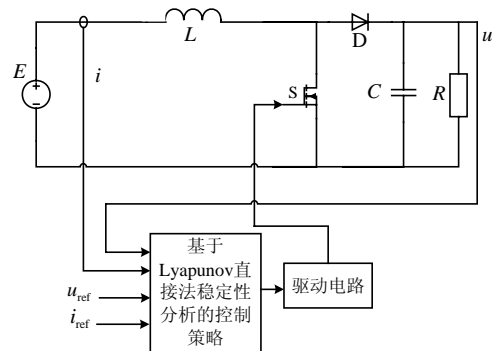 L
D
u
E
i
S
C
R
基于
Lyapunov直
接法稳定性
分析的控制
策略
驱动电路
u_ref
i_ref